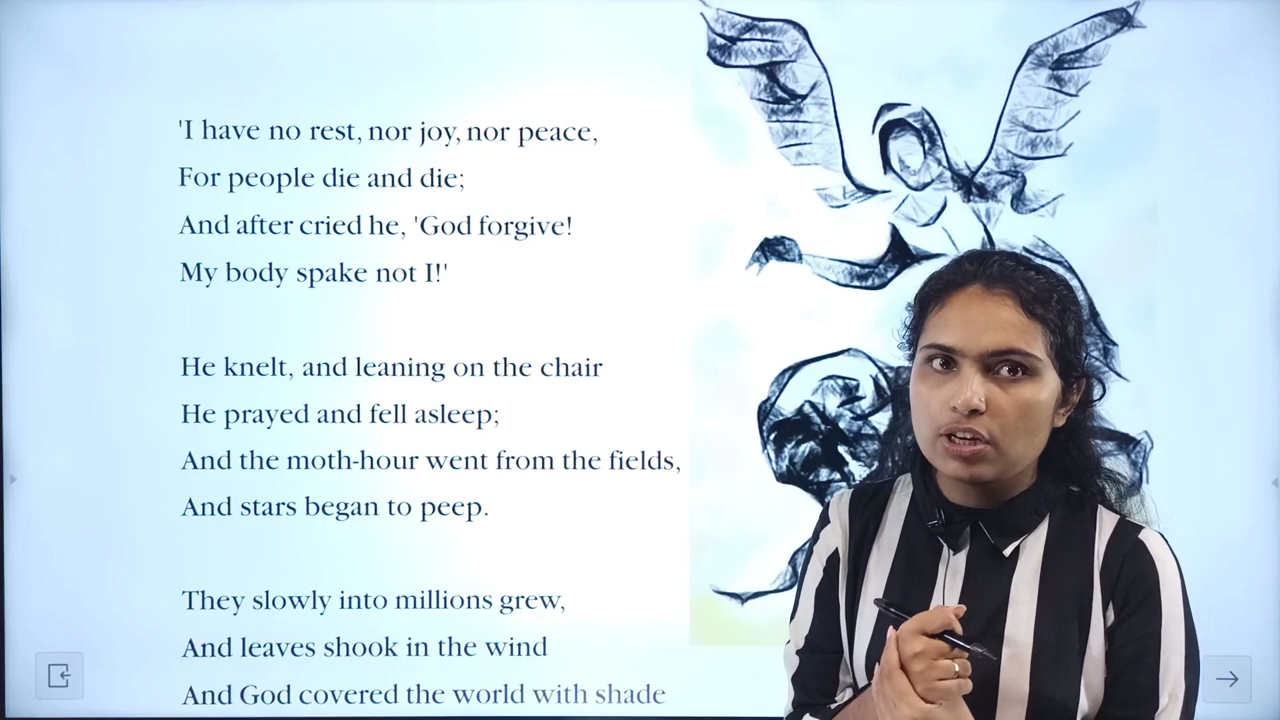 'I have no rest, nor joy, nor peace,
For people die and die;
And after cried he, 'God forgive!
My body spake not I!'
He knelt, and leaning on the chair
He prayed and fell asleep;
And the moth-hour went from the fields,
And stars began to peep.
They slowly into millions grew,
And leaves shook in the wind
And God covered the world with shade